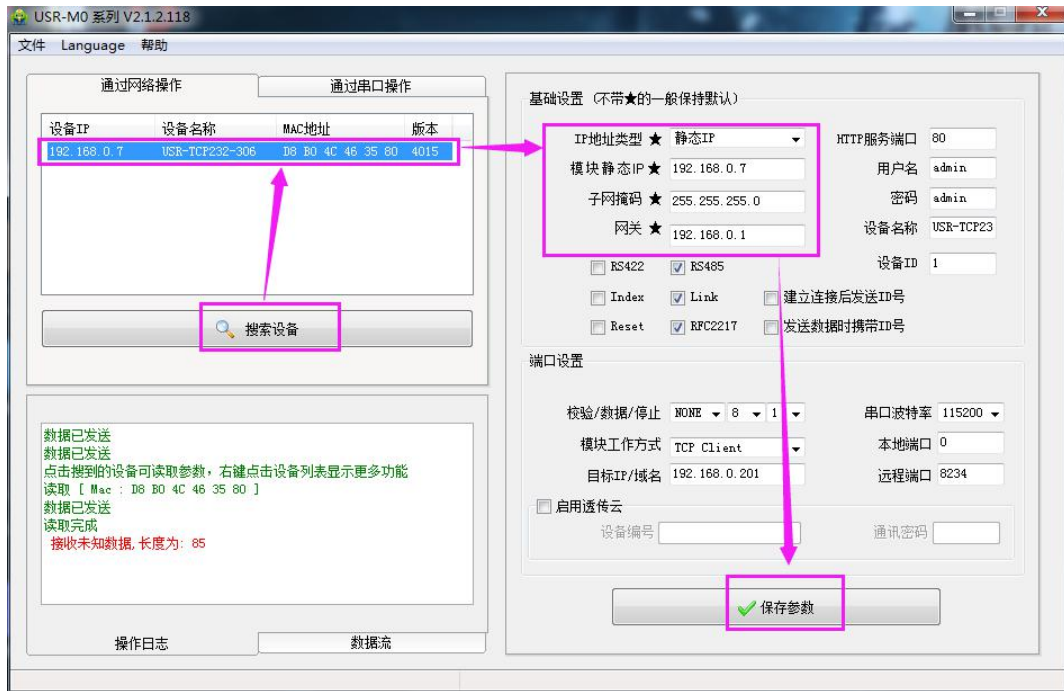 USR-M0 系列 V2.1.2.118
文件 Language 帮助
通过网络操作 通过串口操作
设备IP 设备名称 MAC地址 版本
192.168.0.7 USR-TCP232-306 D8 B0 4C 46 35 80 4015
搜索设备
数据已发送
数据已发送
点击搜到的设备可读取参数，右键点击设备列表显示更多功能
读取 [ Mac : D8 B0 4C 46 35 80 ]
数据已发送
读取完成
接收未知数据,长度为: 85
操作日志 数据流
基础设置 (不带★的一般保持默认)
IP地址类型 ★ 静态IP HTTP服务端口 80
模块静态IP★ 192.168.0.7 用户名 admin
子网掩码 ★ 255.255.255.0 密码 admin
网关 ★ 192.168.0.1 设备名称 USR-TCP23
RS422 RS485 设备ID 1
Index Link 建立连接后发送ID号
Reset RFC2217 发送数据时携带ID号
端口设置
校验/数据/停止 NONE 8 1 串口波特率 115200
模块工作方式 TCP Client 本地端口 0
目标IP/域名 192.168.0.201 远程端口 8234
启用透传云
设备编号 通讯密码
保存参数